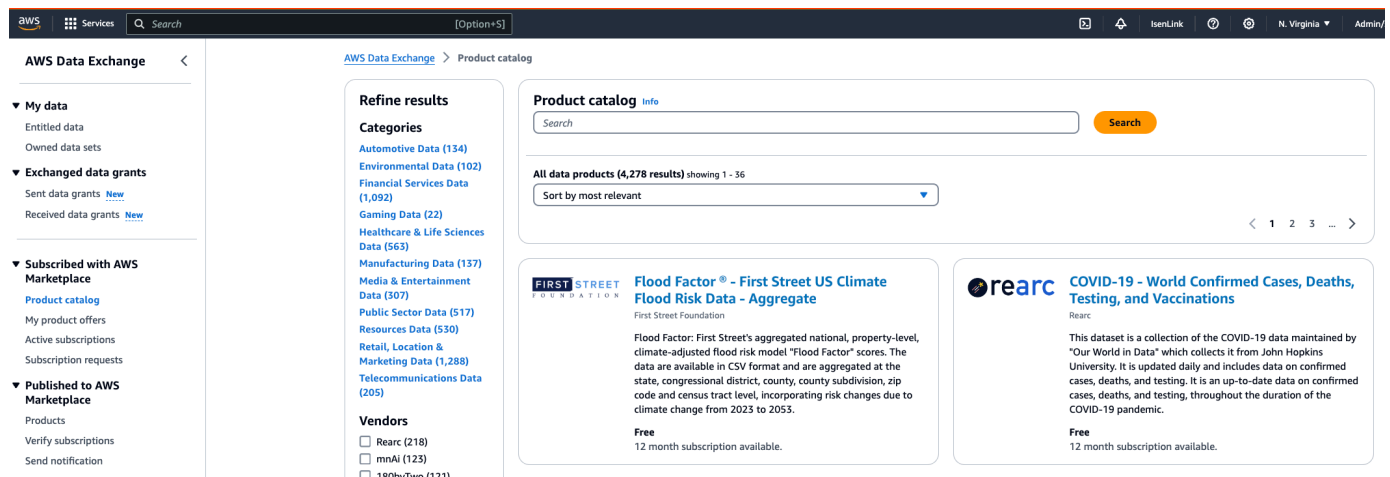 aws
Services
Search
[Option+S]
IsenLink
N. Virginia
Admin/
AWS Data Exchange
My data
Entitled data
Owned data sets
Exchanged data grants
Sent data grants New
Received data grants New
Subscribed with AWS
Marketplace
Product catalog
My product offers
Active subscriptions
Subscription requests
Published to AWS
Marketplace
Products
Verify subscriptions
Send notification
AWS Data Exchange > Product catalog
Refine results
Categories
Automotive Data (134)
Environmental Data (102)
Financial Services Data
(1,092)
Gaming Data (22)
Healthcare & Life Sciences
Data (563)
Manufacturing Data (137)
Media & Entertainment
Data (307)
Public Sector Data (517)
Resources Data (530)
Retail, Location &
Marketing Data (1,288)
Telecommunications Data
(205)
Vendors
Rearc (218)
mnAi (123)
180byTwo (121)
Product catalog Info
Search
Search
All data products (4,278 results) showing 1 - 36
Sort by most relevant
< 1 2 3 ... >
FIRST STREET
FOUNDATION
Flood Factor ® - First Street US Climate
Flood Risk Data - Aggregate
First Street Foundation
Flood Factor: First Street's aggregated national, property-level,
climate-adjusted flood risk model "Flood Factor" scores. The
data are available in CSV format and are aggregated at the
state, congressional district, county, county subdivision, zip
code and census tract level, incorporating risk changes due to
climate change from 2023 to 2053.
Free
12 month subscription available.
rearc
COVID-19 - World Confirmed Cases, Deaths,
Testing, and Vaccinations
Rearc
This dataset is a collection of the COVID-19 data maintained by
"Our World in Data" which collects it from John Hopkins
University. It is updated daily and includes data on confirmed
cases, deaths, and testing. It is an up-to-date data on confirmed
cases, deaths, and testing, throughout the duration of the
COVID-19 pandemic.
Free
12 month subscription available.